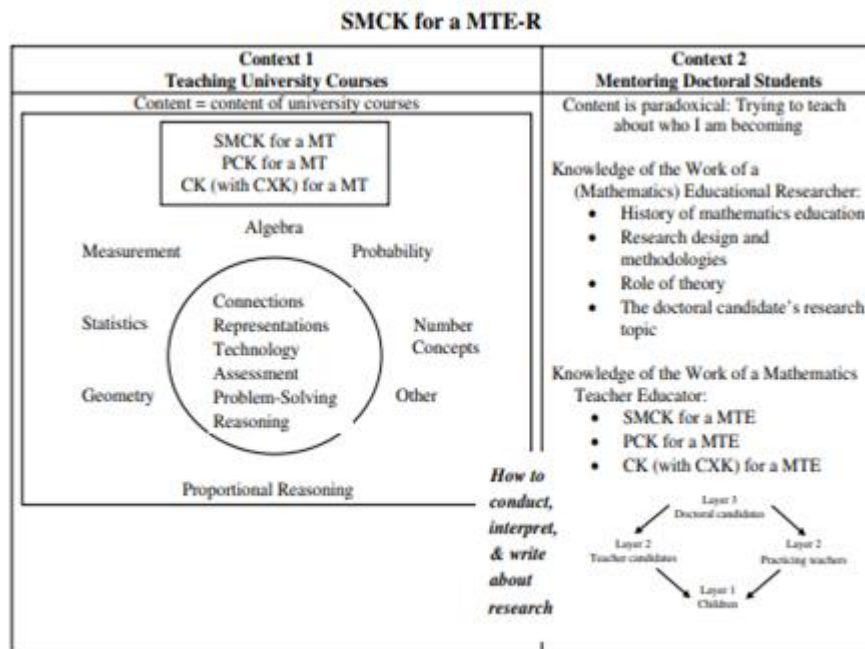 SMCK for a MTE-R
Context 1
Teaching University Courses
Content = content of university courses
SMCK for a MT
PCK for a MT
CK (with CXK) for a MT
Algebra
Measurement
Probability
Statistics
Number
Concepts
Geometry
Other
Connections
Representations
Technology
Assessment
Problem-Solving
Reasoning
Proportional Reasoning
How to
conduct,
interpret,
& write
about
research
Context 2
Mentoring Doctoral Students
Content is paradoxical: Trying to teach
about who I am becoming
Knowledge of the Work of a
(Mathematics) Educational Researcher:
• History of mathematics education
• Research design and
methodologies
• Role of theory
• The doctoral candidate's research
topic
Knowledge of the Work of a Mathematics
Teacher Educator:
• SMCK for a MTE
• PCK for a MTE
• CK (with CXK) for a MTE
Layer 3
Doctoral candidates
Layer 2
Teacher candidates
Layer 2
Practicing teachers
Layer 1
Children